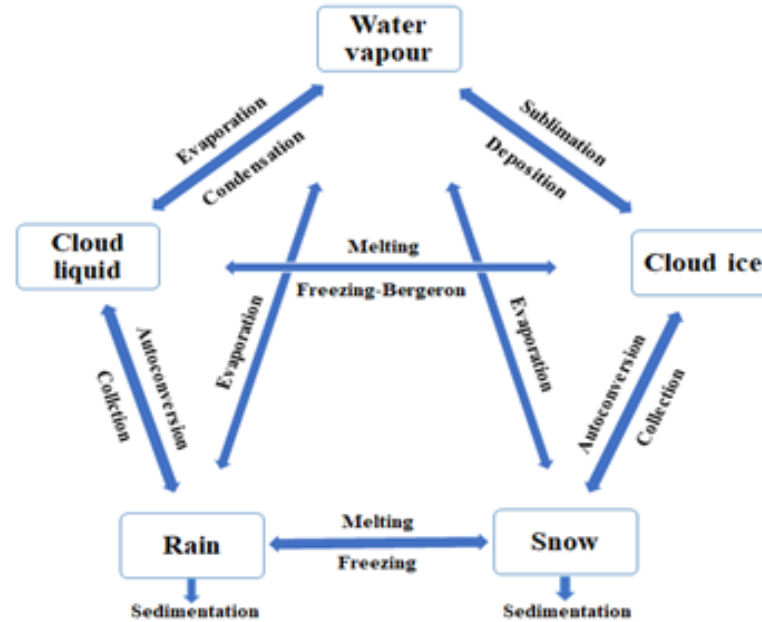 Water
vapour
Evaporation
Condensation
Sublimation
Deposition
Cloud
liquid
Melting
Freezing-Bergeron
Cloud ice
Collction
Autoconversion
Evaporation
Evaporation
Autoconversion
Collection
Rain
Melting
Freezing
Snow
Sedimentation
Sedimentation